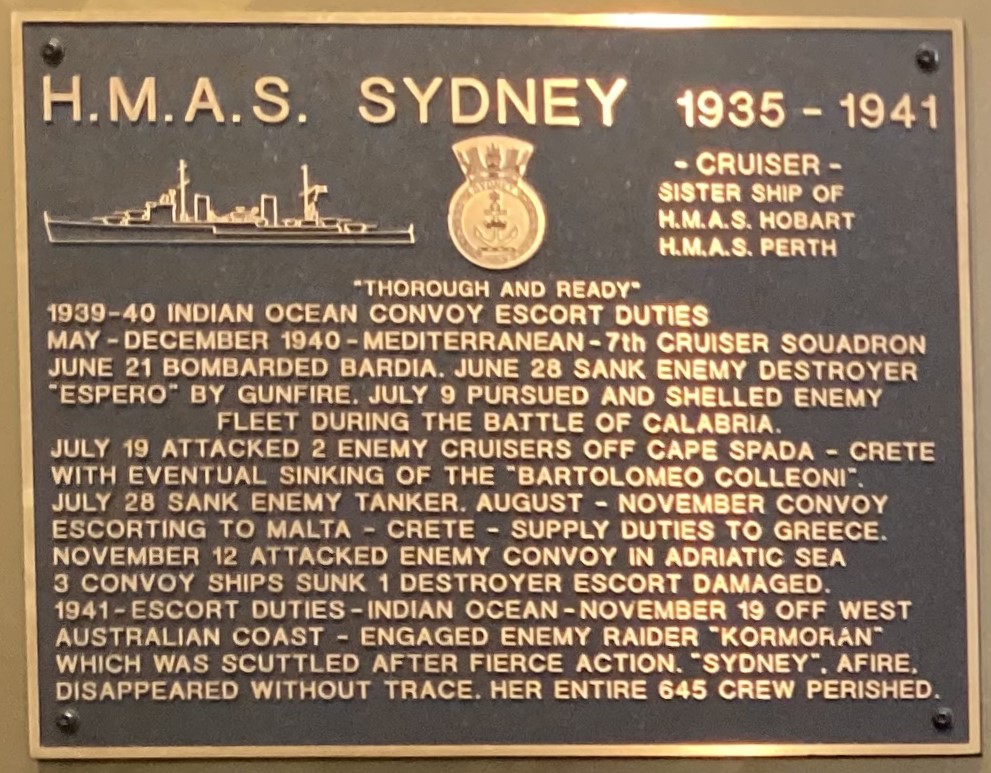 H.M.A.S. SYDNEY 1935 - 1941
- CRUISER -
SISTER SHIP OF
H.M.A.S. HOBART
H.M.A.S. PERTH
SYDNEY
"THOROUGH AND READY"
1939-40 INDIAN OCEAN CONVOY ESCORT DUTIES
MAY - DECEMBER 1940 - MEDITERRANEAN - 7th CRUISER SQUADRON
JUNE 21 BOMBARDED BARDIA. JUNE 28 SANK ENEMY DESTROYER
"ESPERO" BY GUNFIRE. JULY 9 PURSUED AND SHELLED ENEMY
FLEET DURING THE BATTLE OF CALABRIA.
JULY 19 ATTACKED 2 ENEMY CRUISERS OFF CAPE SPADA - CRETE
WITH EVENTUAL SINKING OF THE "BARTOLOMEO COLLEONI".
JULY 28 SANK ENEMY TANKER. AUGUST - NOVEMBER CONVOY
ESCORTING TO MALTA - CRETE - SUPPLY DUTIES TO GREECE.
NOVEMBER 12 ATTACKED ENEMY CONVOY IN ADRIATIC SEA
3 CONVOY SHIPS SUNK 1 DESTROYER ESCORT DAMAGED.
1941 - ESCORT DUTIES - INDIAN OCEAN - NOVEMBER 19 OFF WEST
AUSTRALIAN COAST - ENGAGED ENEMY RAIDER "KORMORAN"
WHICH WAS SCUTTLED AFTER FIERCE ACTION. "SYDNEY", AFIRE,
DISAPPEARED WITHOUT TRACE. HER ENTIRE 645 CREW PERISHED.